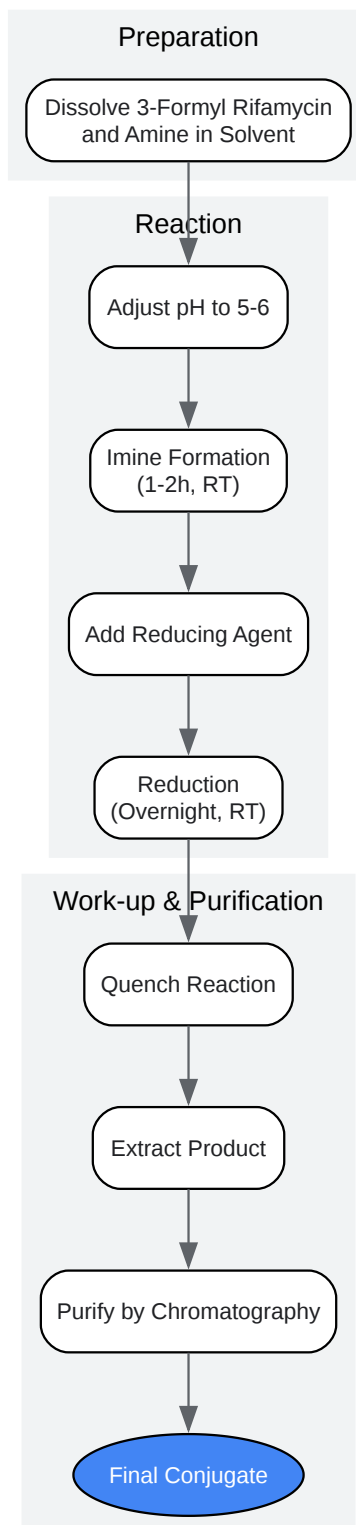 Preparation
Dissolve 3-Formyl Rifamycin
and Amine in Solvent
Reaction
Adjust pH to 5-6
Imine Formation
(1-2h, RT)
Add Reducing Agent
Reduction
(Overnight, RT)
Work-up & Purification
Quench Reaction
Extract Product
Purify by Chromatography
Final Conjugate